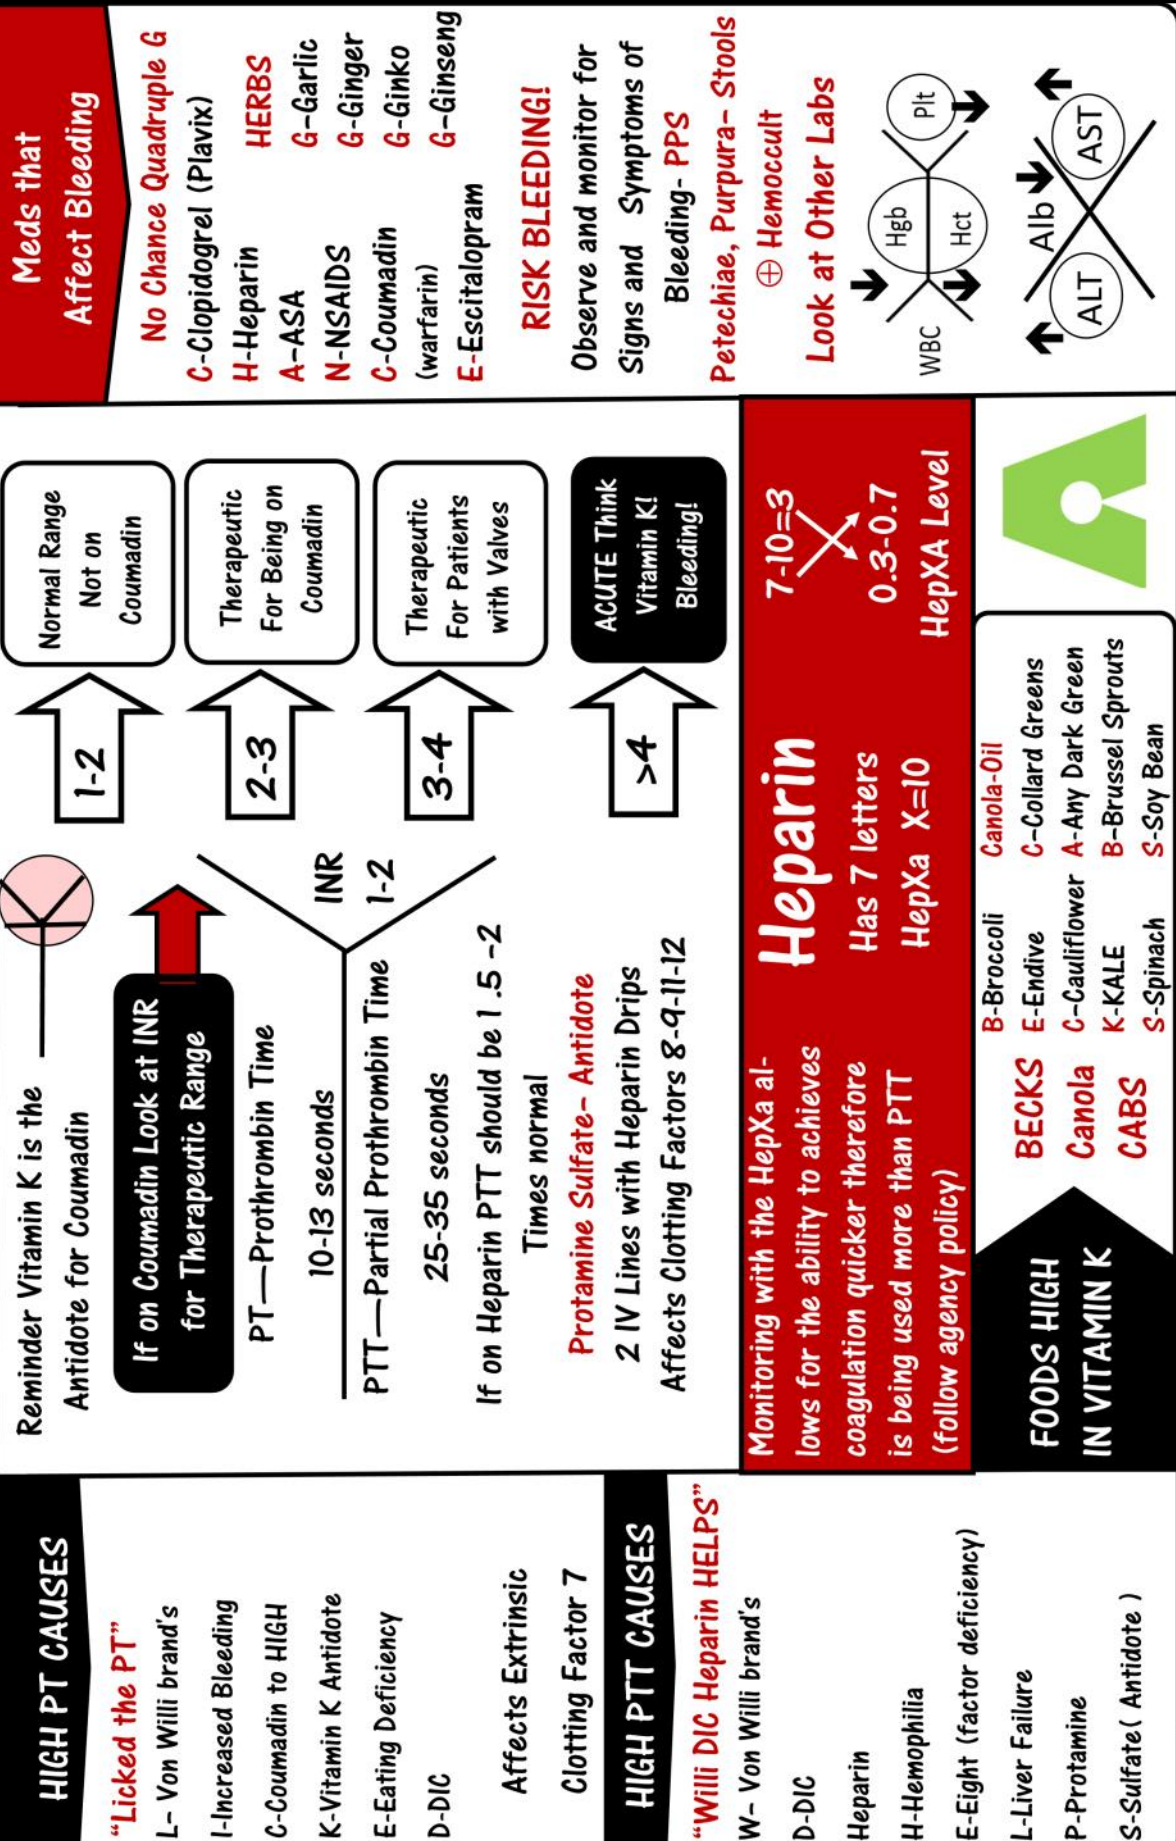 HIGH PT CAUSES
“Licked the PT”
L- Von Willi brand's
I-Increased Bleeding
C-Coumadin to HIGH
K-Vitamin K Antidote
E-Eating Deficiency
D-DIC
Affects Extrinsic
Clotting Factor 7
HIGH PTT CAUSES
“Willi DIC Heparin HELPS”
W- Von Willi brand's
D-DIC
Heparin
H-Hemophilia
E-Eight (factor deficiency)
L-Liver Failure
P-Protamine
S-Sulfate( Antidote )
Reminder Vitamin K is the
Antidote for Coumadin
If on Coumadin Look at INR
for Therapeutic Range
PT—Prothrombin Time
10-13 seconds
PTT—Partial Prothrombin Time
25-35 seconds
INR
1-2
If on Heparin PTT should be 1 .5 -2
Times normal
Protamine Sulfate- Antidote
2 IV Lines with Heparin Drips
Affects Clotting Factors 8-9-11-12
1-2
Normal Range
Not on
Coumadin
2-3
Therapeutic
For Being on
Coumadin
3-4
Therapeutic
For Patients
with Valves
>4
ACUTE Think
Vitamin K!
Bleeding!
Monitoring with the HepXa al-
lows for the ability to achieves
coagulation quicker therefore
is being used more than PTT
(follow agency policy)
Heparin
Has 7 letters
HepXa X=10
7-10=3
0.3-0.7
HepXA Level
FOODS HIGH
IN VITAMIN K
BECKS
Canola
CABS
B-Broccoli
E-Endive
C-Cauliflower
K-KALE
S-Spinach
Canola-Oil
C-Collard Greens
A-Any Dark Green
B-Brussel Sprouts
S-Soy Bean
Meds that
Affect Bleeding
No Chance Quadruple G
C-Clopidogrel (Plavix)
H-Heparin
A-ASA
N-NSAIDS
C-Coumadin
(warfarin)
E-Escitalopram
HERBS
G-Garlic
G-Ginger
G-Ginko
G-Ginseng
RISK BLEEDING!
Observe and monitor for
Signs and Symptoms of
Bleeding- PPS
Petechiae, Purpura- Stools
⊕ Hemoccult
Look at Other Labs
WBC
Hgb
Hct
Plt
ALT
Alb
AST